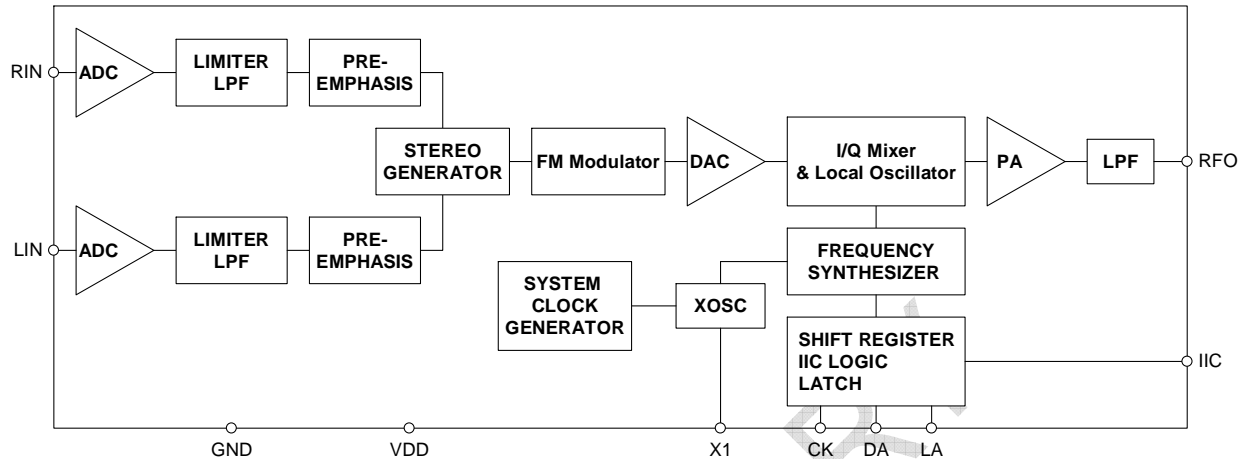 RIN
ADC
LIMITER
LPF
PRE-
EMPHASIS
STEREO
GENERATOR
FM Modulator
DAC
I/Q Mixer
& Local Oscillator
PA
LPF
RFO
LIN
ADC
LIMITER
LPF
PRE-
EMPHASIS
SYSTEM
CLOCK
GENERATOR
XOSC
FREQUENCY
SYNTHESIZER
SHIFT REGISTER
IIC LOGIC
LATCH
IIC
GND
VDD
X1
CK
DA
LA